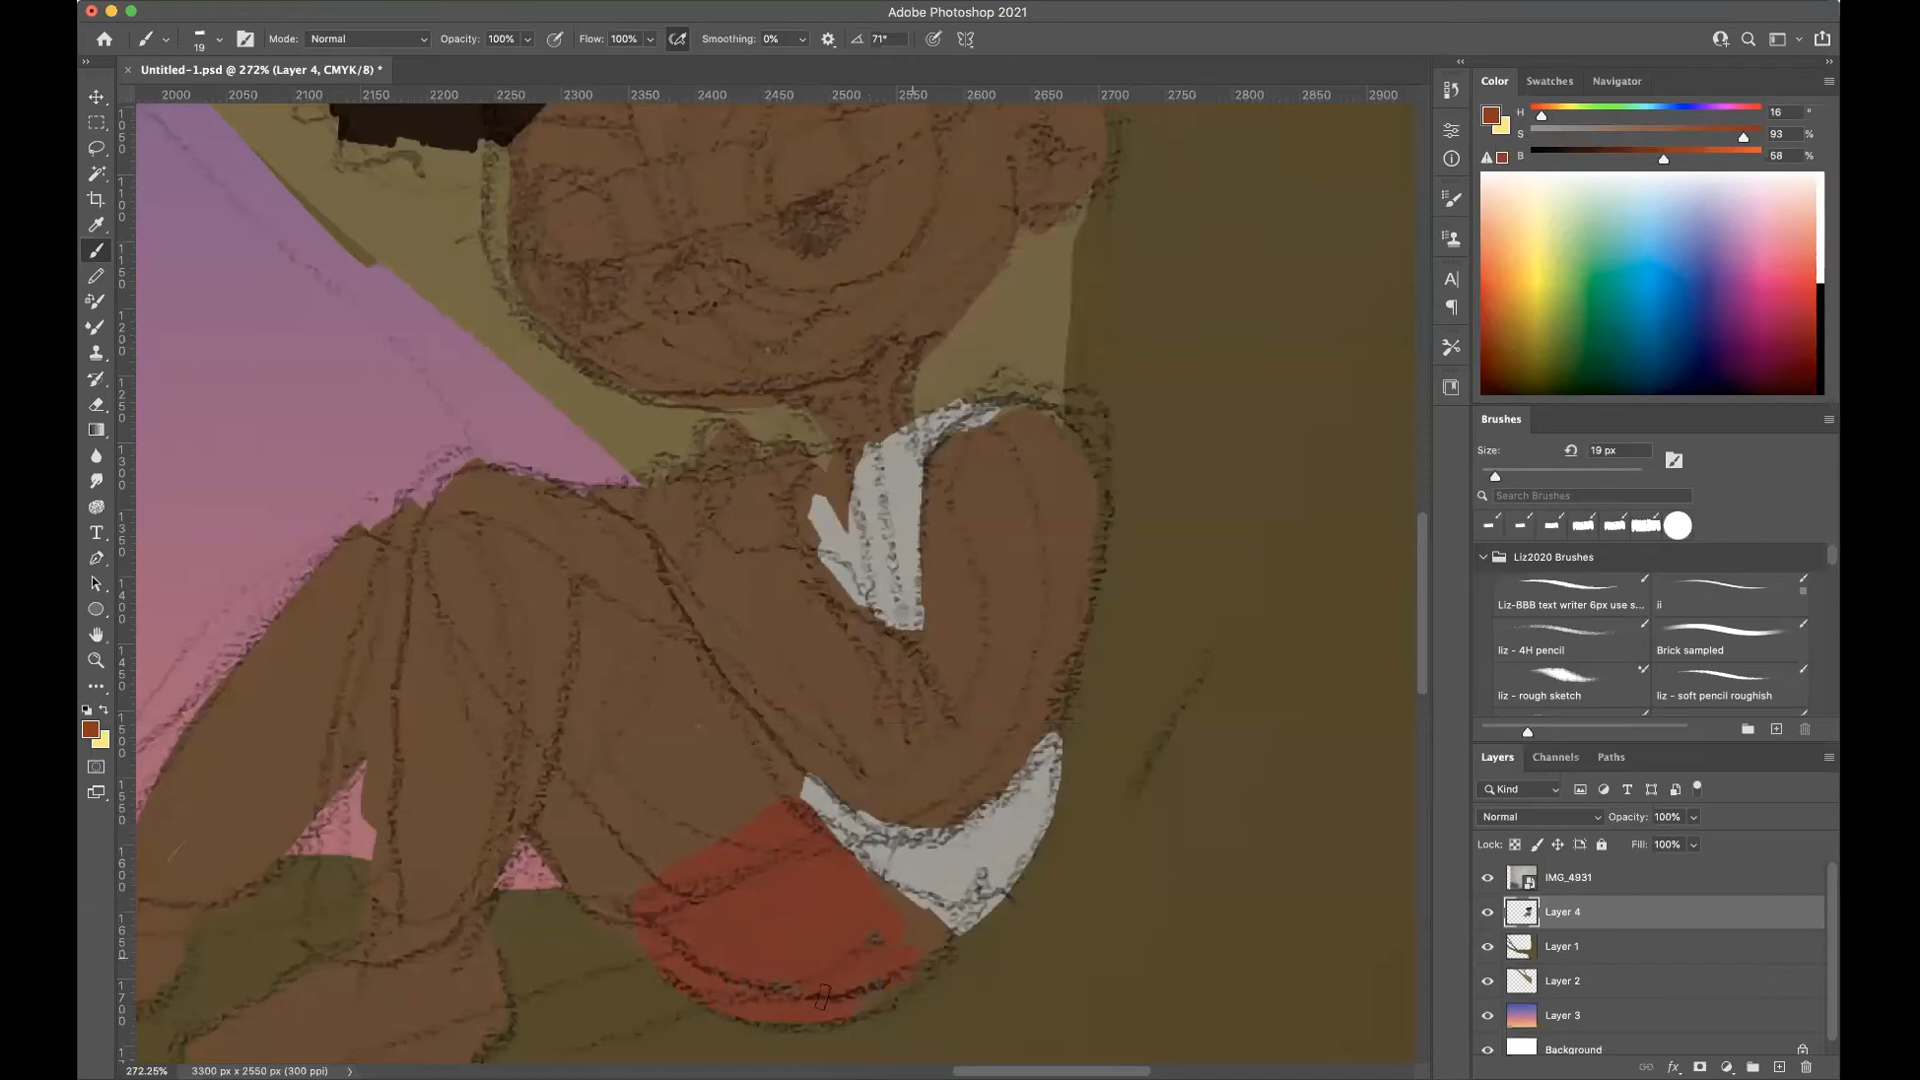 Adobe Photoshop 2021
19 Mode: Normal Opacity: 100% Flow: 100% Smoothing: 0% 71°
× Untitled-1.psd @ 272% (Layer 4, CMYK/8) *
2000 2050 2100 2150 2200 2250 2300 2350 2400 2450 2500 2550 2600 2650 2700 2750 2800 2850 2900
Color Swatches Navigator
H 16 °
S 93 %
B 58 %
Brushes
Size: 19 px
Search Brushes
Liz2020 Brushes
Liz-BBB text writer 6px use s... ii
liz - 4H pencil Brick sampled
liz - rough sketch liz - soft pencil roughish
Layers Channels Paths
Kind
Normal Opacity: 100%
Lock: Fill: 100%
IMG_4931
Layer 4
Layer 1
Layer 2
Layer 3
Background
272.25% 3300 px x 2550 px (300 ppi)